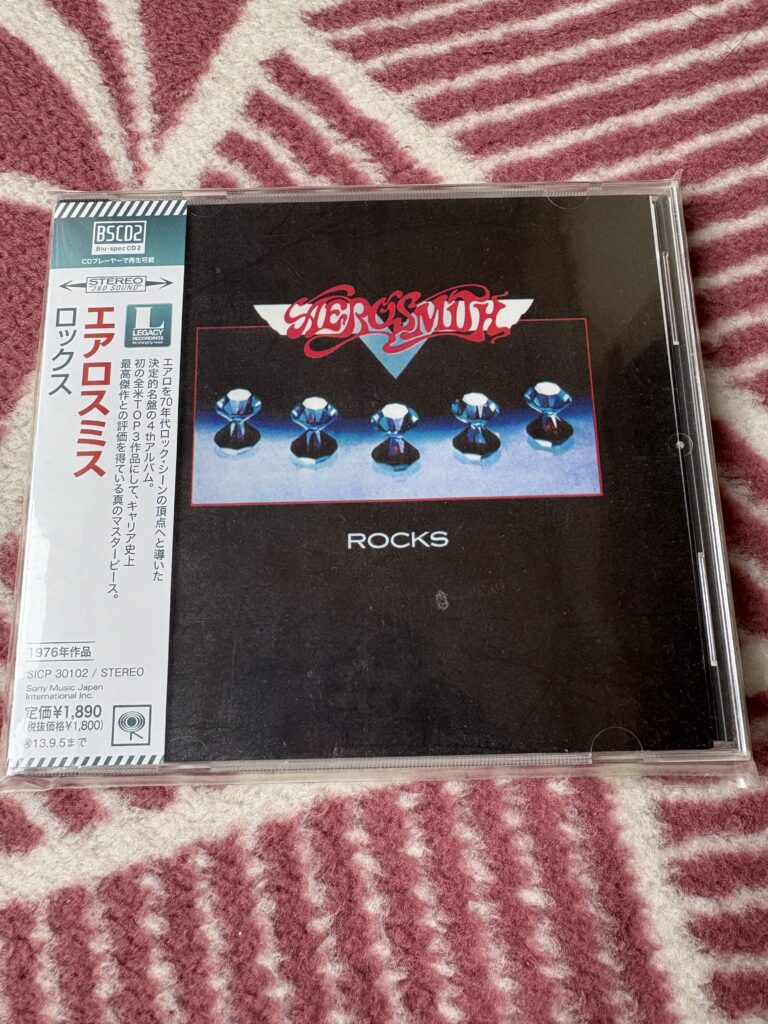 BSCD2
Blu-spec CD2
CDプレーヤーで再生可能
STEREO
"360 SOUND"
L
LEGACY
RECORDINGS
エアロスミス
ロックス
エアロを70年代ロック・シーンの頂点へと導いた
決定的名盤の4thアルバム。
初の全米TOP3作品にして、キャリア史上
最高傑作との評価を得ている真のマスターピース。
1976年作品
SICP 30102 / STEREO
Sony Music Japan
International Inc.
定価¥1,890
(税抜価格¥1,800)
13.9.5まで
AEROSMITH
ROCKS